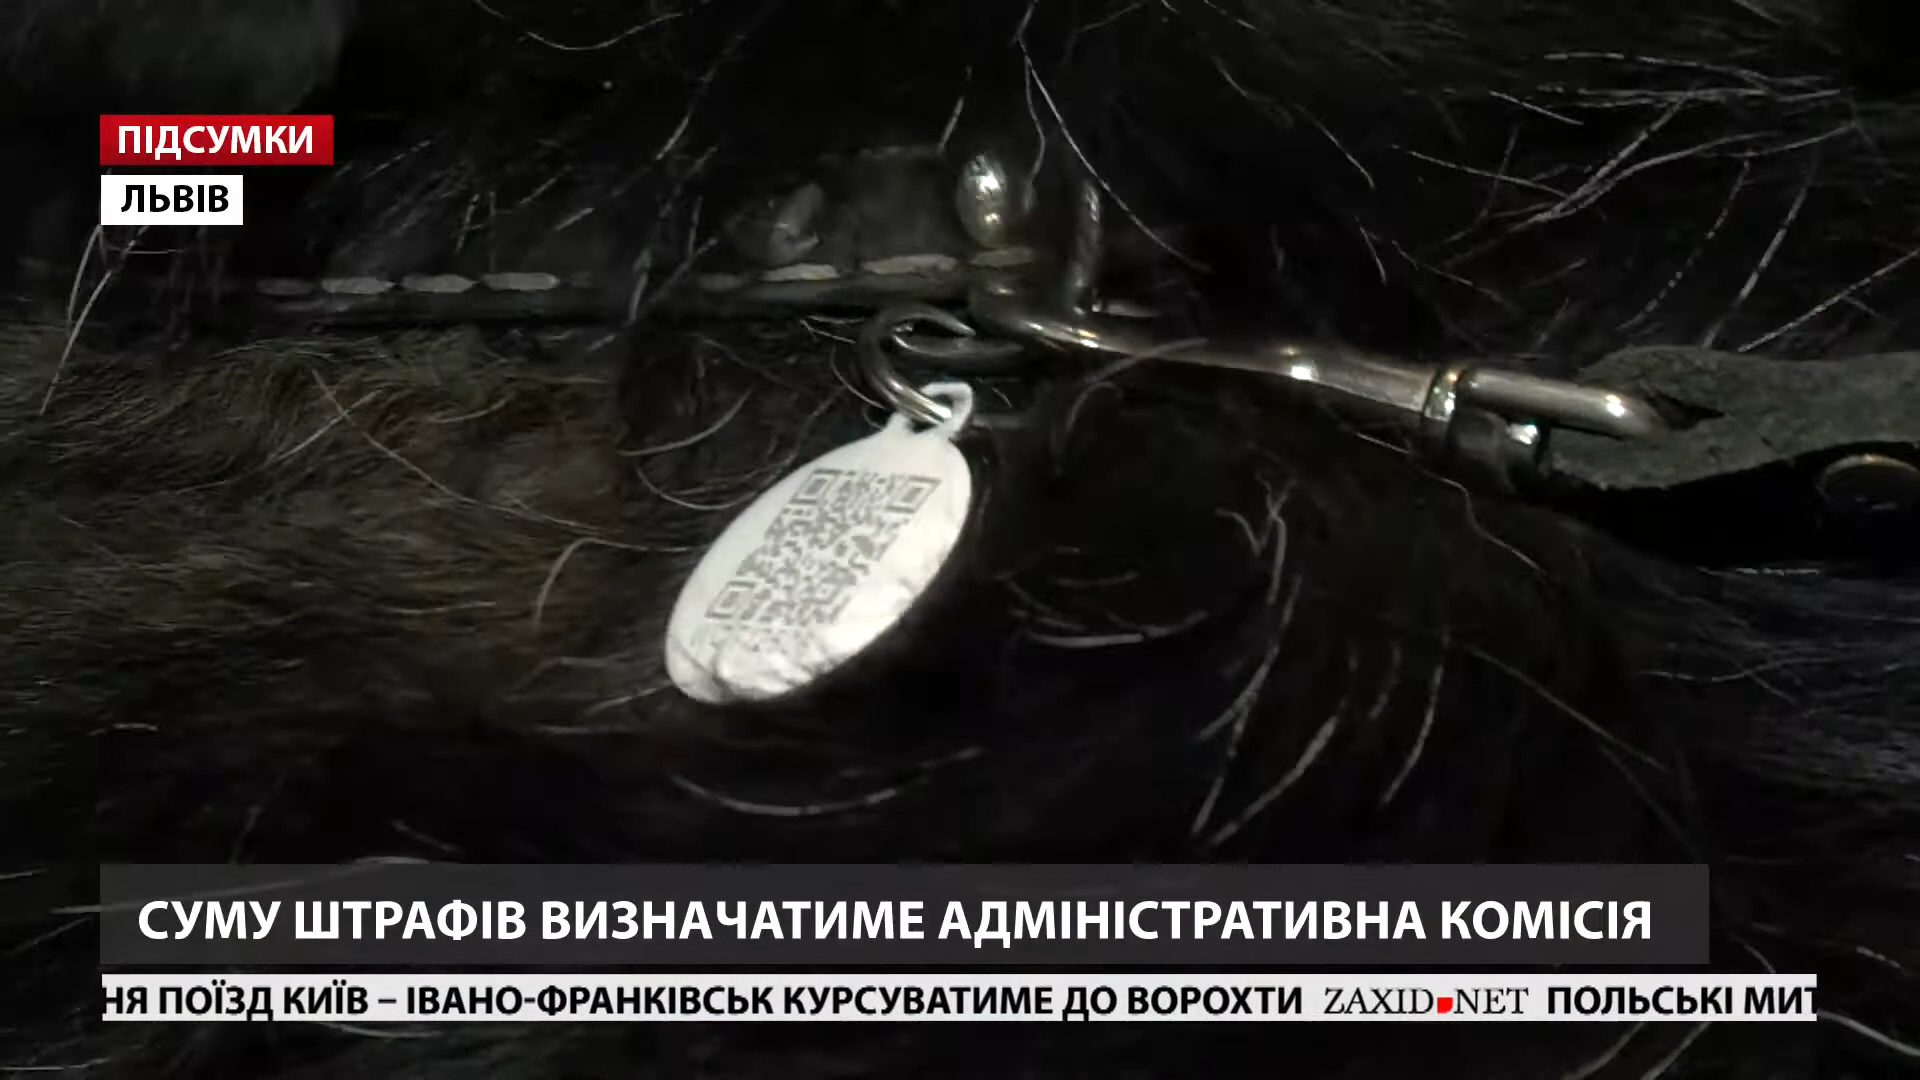 ПІДСУМКИ
ЛЬВІВ
СУМУ ШТРАФІВ ВИЗНАЧАТИМЕ АДМІНІСТРАТИВНА КОМІСІЯ
НЯ ПОЇЗД КИЇВ – ІВАНО-ФРАНКІВСЬК КУРСУВАТИМЕ ДО ВОРОХТИ ZAXID.NET ПОЛЬСЬКІ МИТ